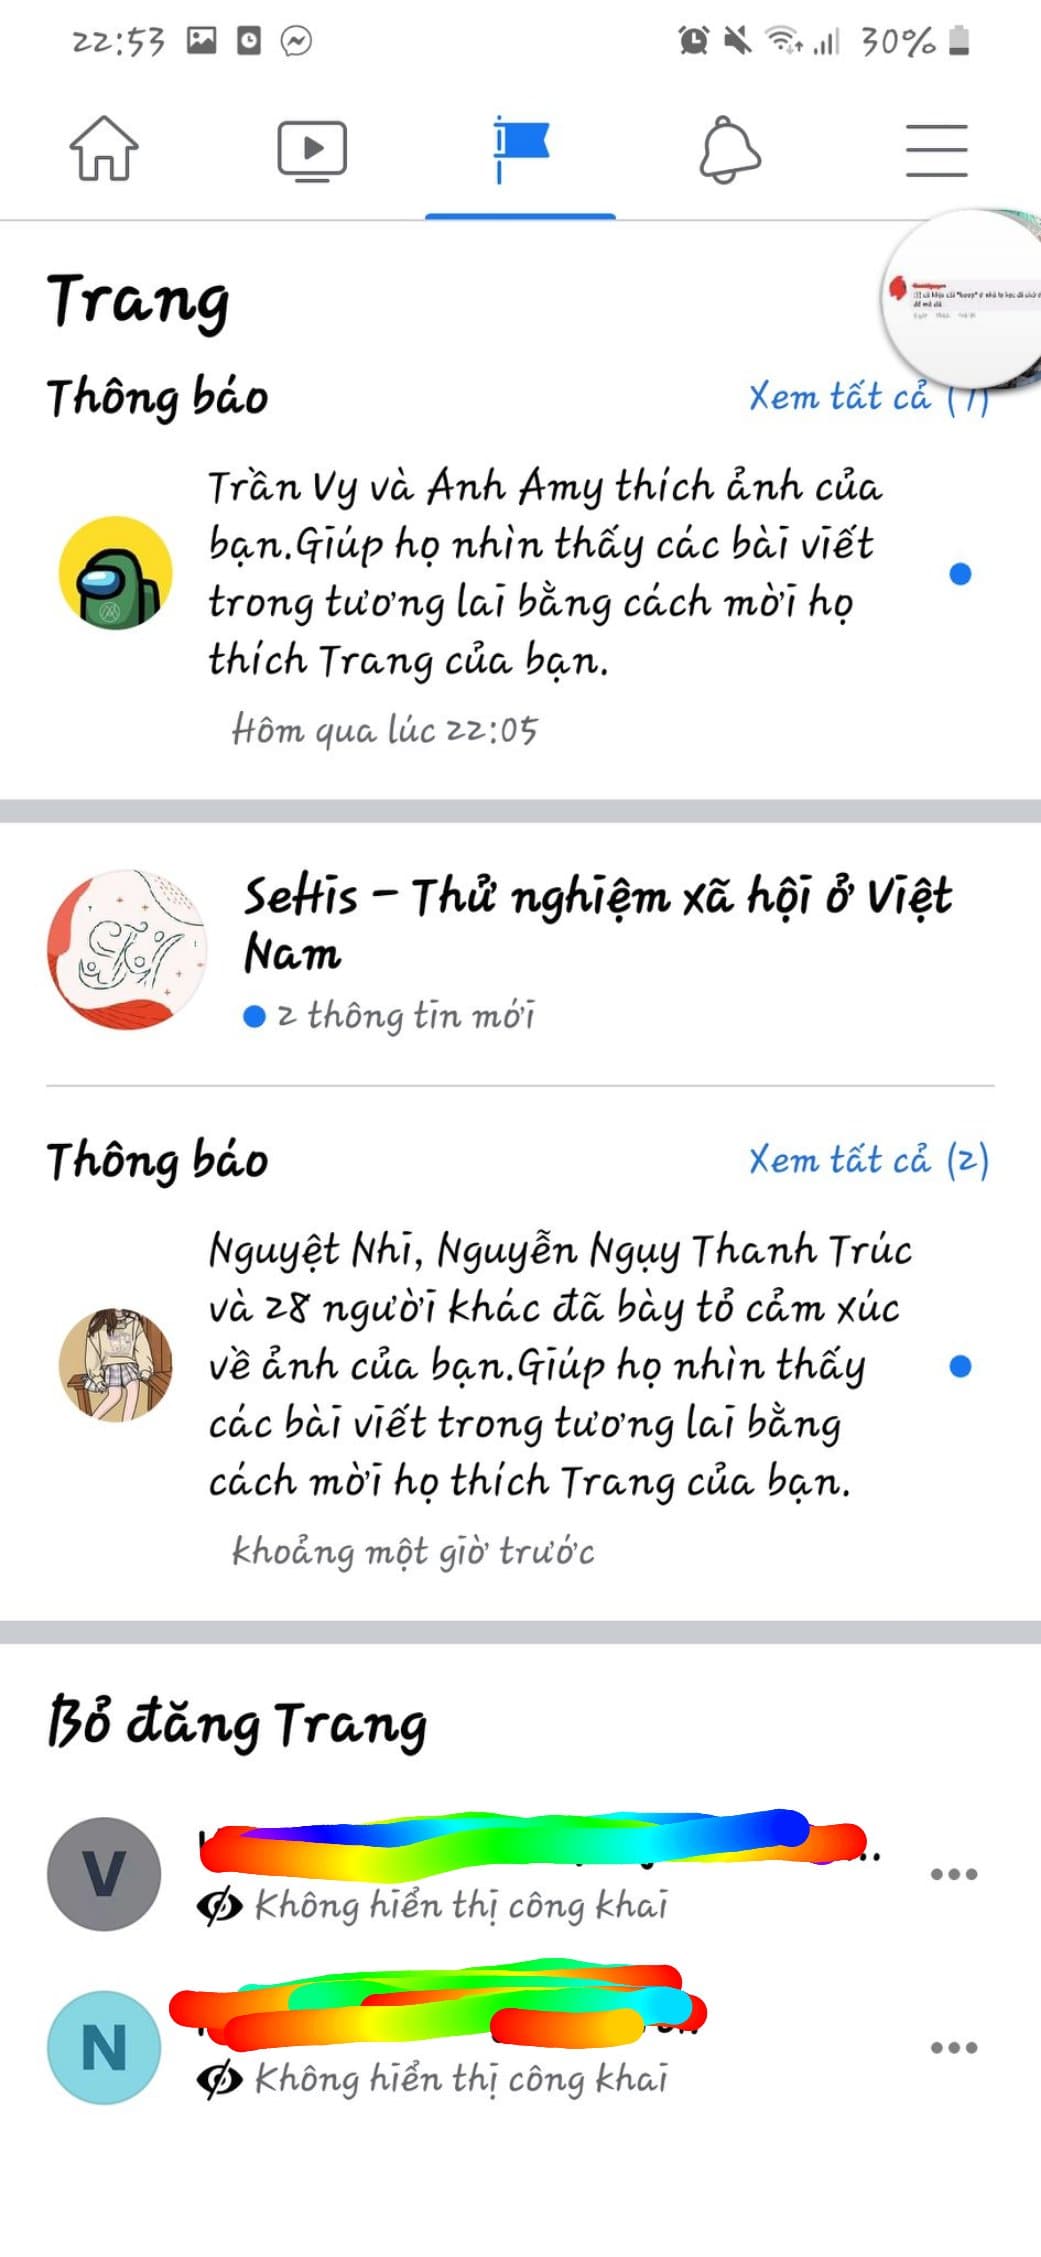 22:53
30%
Trang
Thông báo
Xem tất cả
Trần Vy và Anh Amy thích ảnh của
bạn.Giúp họ nhìn thấy các bài viết
trong tương lai bằng cách mời họ
thích Trang của bạn.
Hôm qua lúc 22:05
SeHis - Thử nghiệm xã hội ở Việt
Nam
2 thông tin mới
Thông báo
Xem tất cả (2)
Nguyệt Nhi, Nguyễn Ngụy Thanh Trúc
và 28 người khác đã bày tỏ cảm xúc
về ảnh của bạn.Giúp họ nhìn thấy
các bài viết trong tương lai bằng
cách mời họ thích Trang của bạn.
khoảng một giờ trước
Bỏ đăng Trang
V
Không hiển thị công khai
N
Không hiển thị công khai